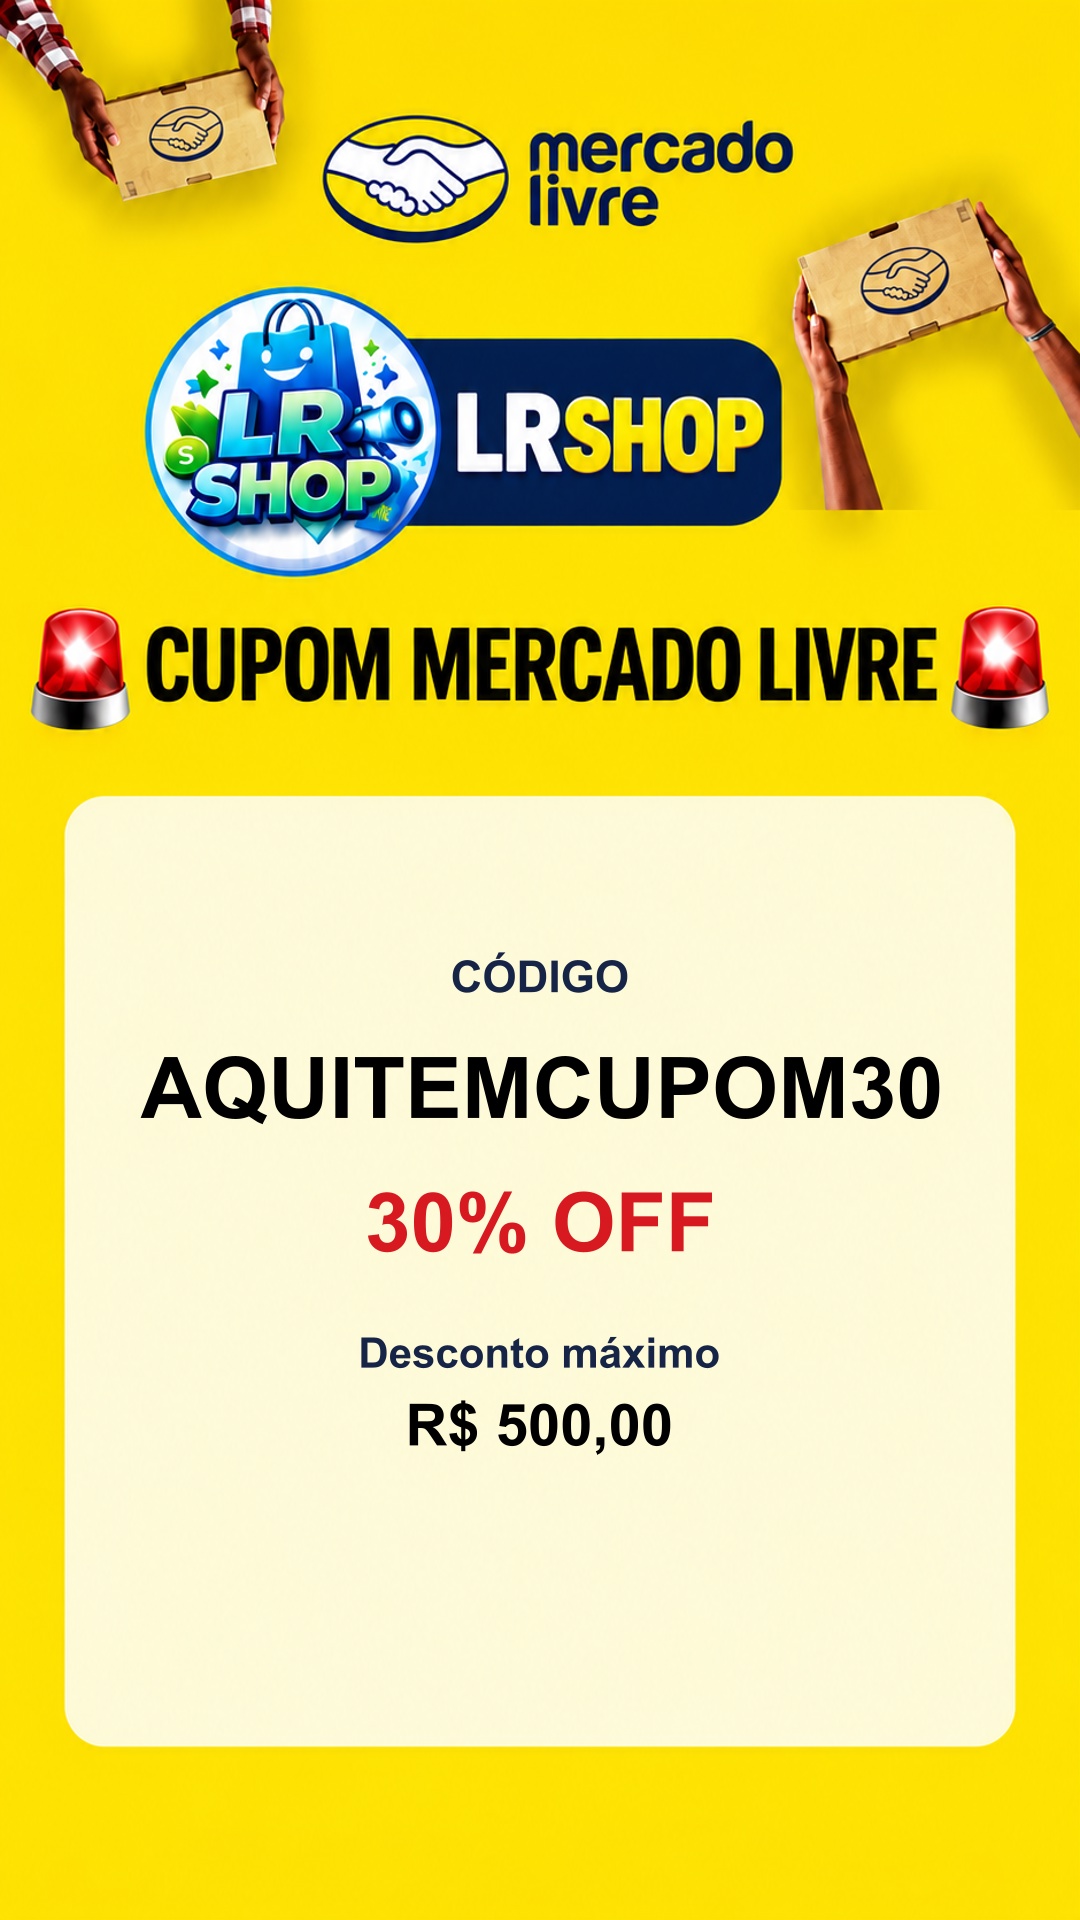 mercado
livre
LR
SHOP
S
LRSHOP
CUPOM MERCADO LIVRE
CÓDIGO
AQUITEMCUPOM30
30% OFF
Desconto máximo
R$ 500,00